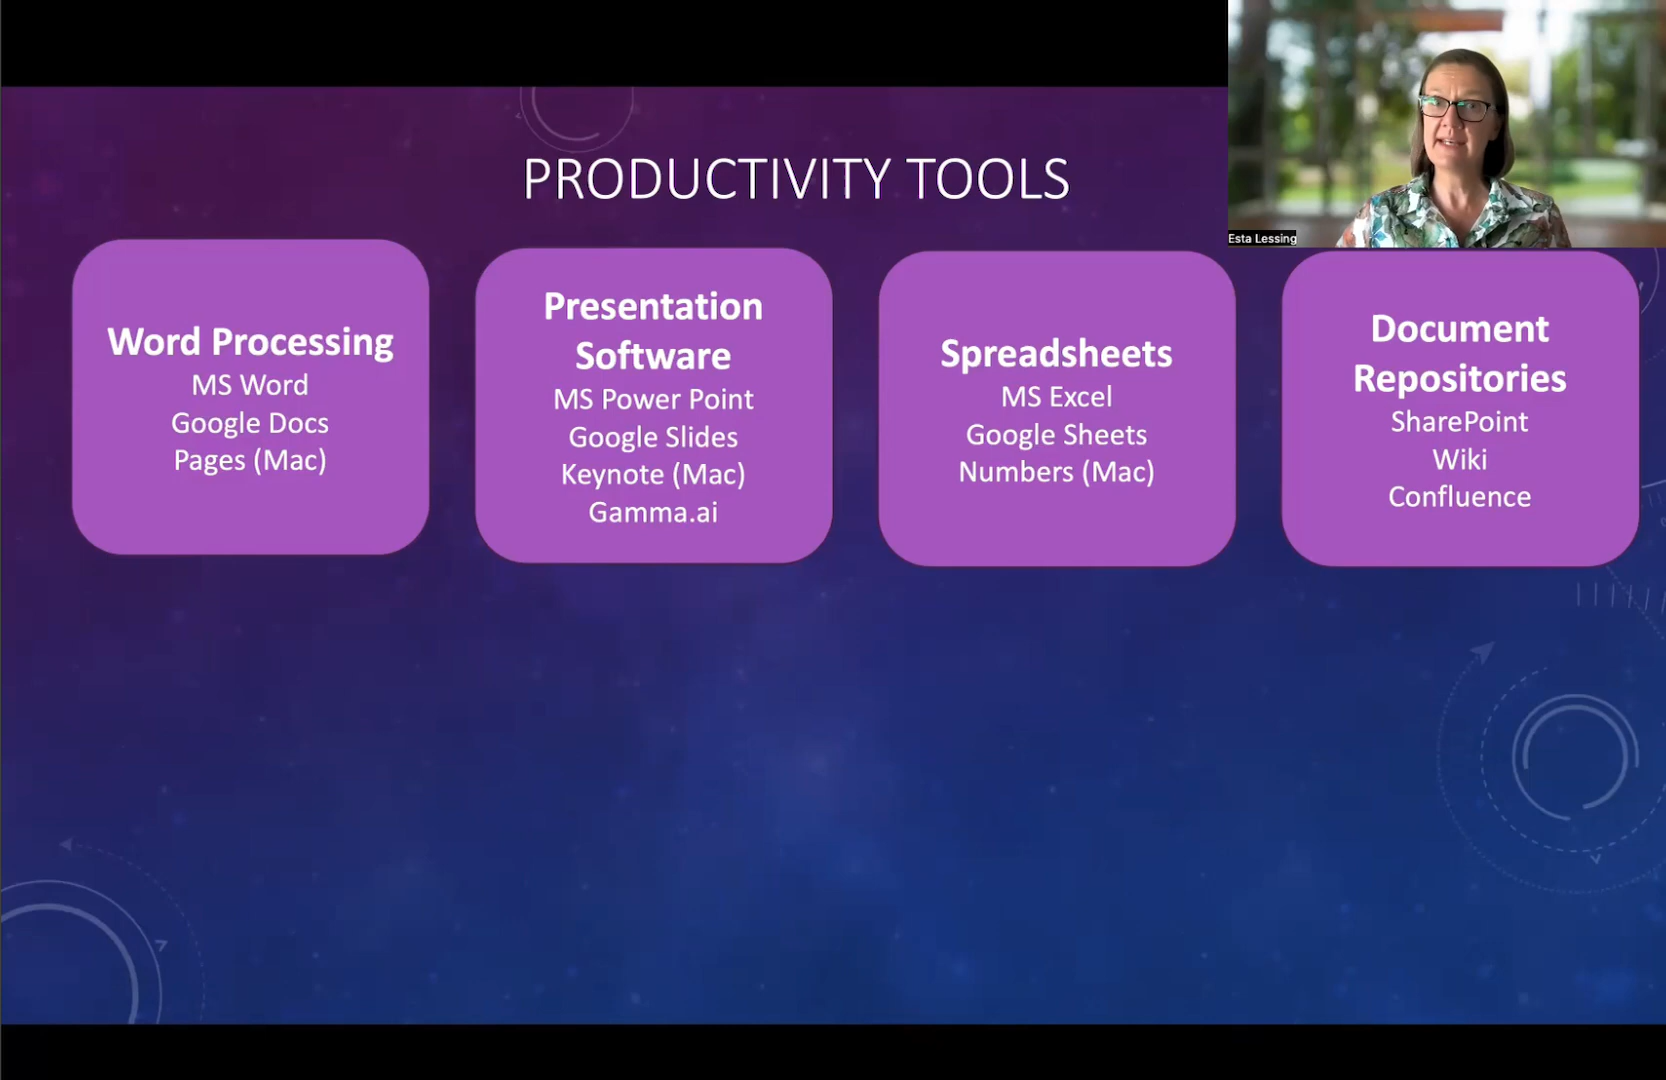 PRODUCTIVITY TOOLS
Esta Lessing
Word Processing
MS Word
Google Docs
Pages (Mac)
Presentation
Software
MS Power Point
Google Slides
Keynote (Mac)
Gamma.ai
Spreadsheets
MS Excel
Google Sheets
Numbers (Mac)
Document
Repositories
SharePoint
Wiki
Confluence